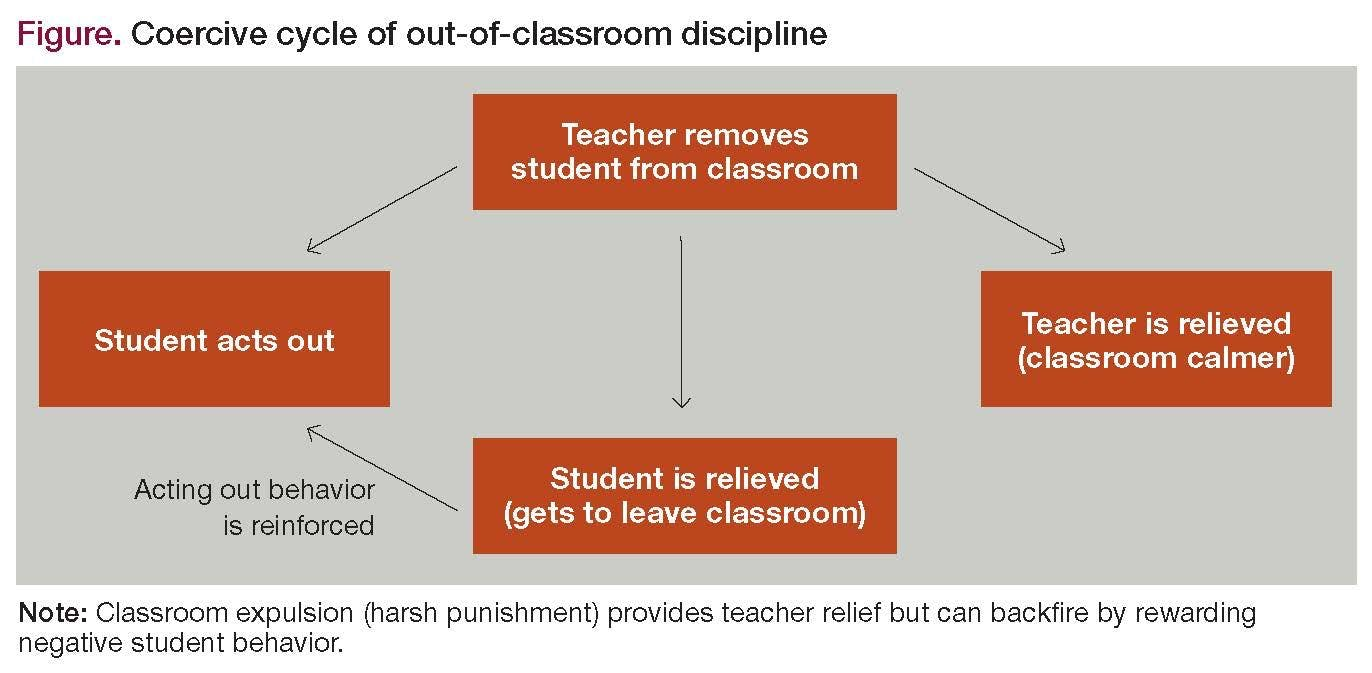 Figure. Coercive cycle of out-of-classroom discipline
Teacher removes
student from classroom
Student acts out
Teacher is relieved
(classroom calmer)
Student is relieved
(gets to leave classroom)
Acting out behavior
is reinforced
Note: Classroom expulsion (harsh punishment) provides teacher relief but can backfire by rewarding
negative student behavior.